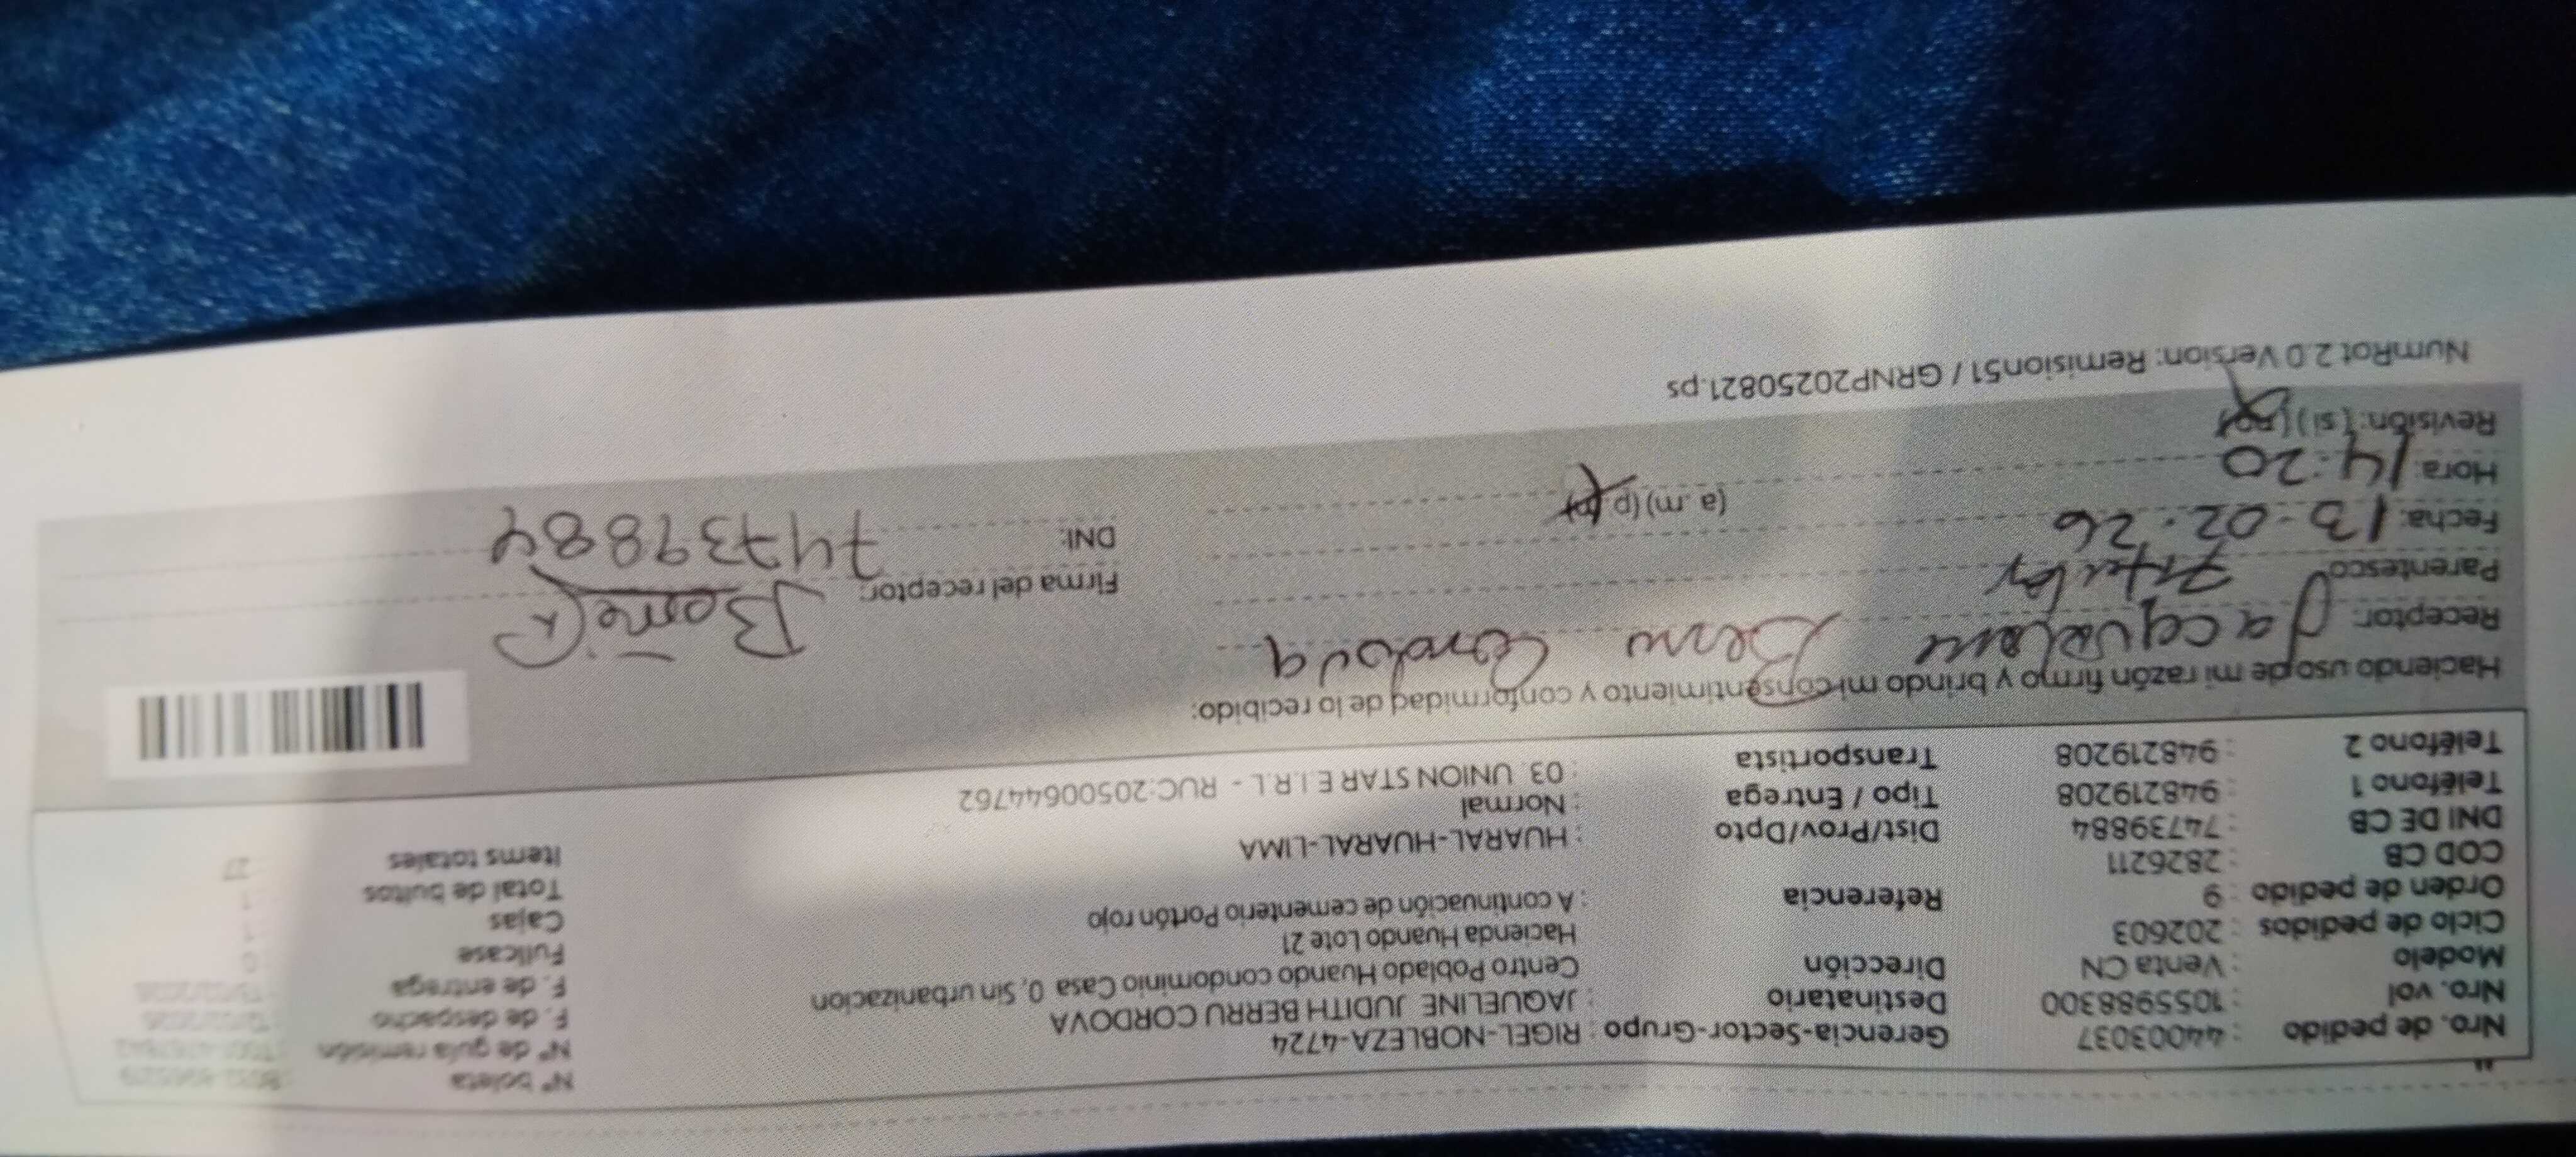 Nro. de pedido : 44003037 Gerencia-Sector-Grupo : RIGEL-NOBLEZA-4724 N° boleta
Nro. vol : 1055988300 Destinatario : JAQUELINE JUDITH BERRU CORDOVA N° de guía remisión
Modelo : Venta CN Dirección : Centro Poblado Huando condominio Casa 0, Sin urbanizacion F. de despacho
Ciclo de pedidos : 202603 Hacienda Huando Lote 21 F. de entrega
Orden de pedido : 9 Referencia : A continuación de cementerio Portón rojo Fullcase : 0
COD CB : 2826211 Cajas : 1
DNI DE CB : 74739884 Dist/Prov/Dpto : HUARAL-HUARAL-LIMA Total de bultos : 1
Teléfono 1 : 948219208 Tipo / Entrega : Normal Items totales : 27
Teléfono 2 : 948219208 Transportista : 03. UNION STAR E.I.R.L - RUC:20500644762
Haciendo uso de mi razón firmo y brindo mi consentimiento y conformidad de lo recibido:
Receptor: Jacqueline Berru Cordova
Parentesco: Titular Firma del receptor:
Fecha: 13-02-26 DNI: 74739884
Hora: 14:20 (a.m) (p.m)
Revisión: (si) (no)
NumRot 2.0 Version: Remision51 / GRNP20250821.ps